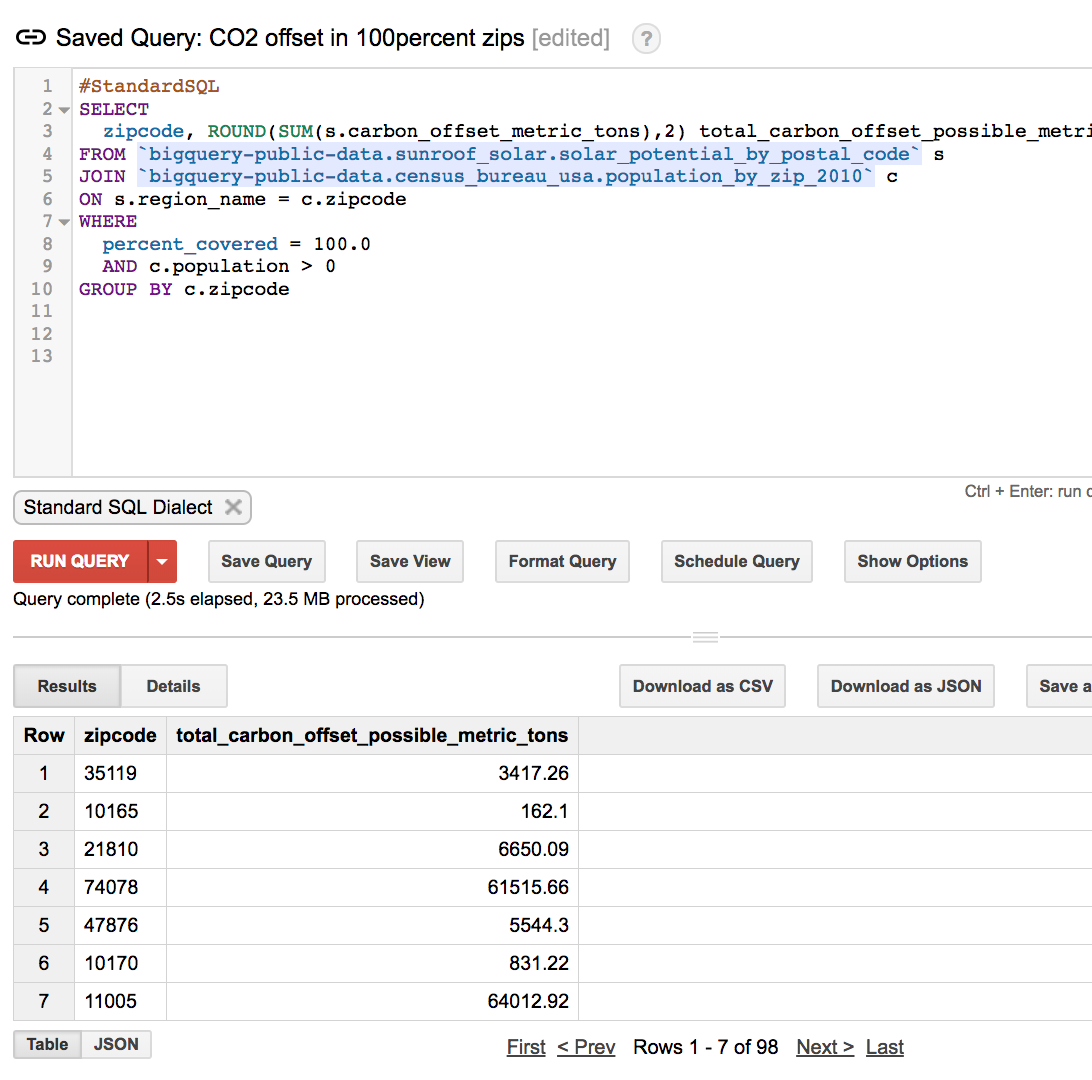 Saved Query: CO2 offset in 100percent zips [edited] ?
1 #StandardSQL
2 SELECT
3 zipcode, ROUND(SUM(s.carbon_offset_metric_tons),2) total_carbon_offset_possible_metri
4 FROM `bigquery-public-data.sunroof_solar.solar_potential_by_postal_code` s
5 JOIN `bigquery-public-data.census_bureau_usa.population_by_zip_2010` c
6 ON s.region_name = c.zipcode
7 WHERE
8 percent_covered = 100.0
9 AND c.population > 0
10 GROUP BY c.zipcode
11
12
13
Ctrl + Enter: run
Standard SQL Dialect
RUN QUERY Save Query Save View Format Query Schedule Query Show Options
Query complete (2.5s elapsed, 23.5 MB processed)
Results Details Download as CSV Download as JSON Save a
Row zipcode total_carbon_offset_possible_metric_tons
1 35119 3417.26
2 10165 162.1
3 21810 6650.09
4 74078 61515.66
5 47876 5544.3
6 10170 831.22
7 11005 64012.92
Table JSON First < Prev Rows 1 - 7 of 98 Next > Last